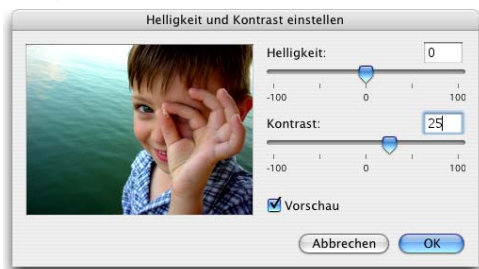 Helligkeit und Kontrast einstellen
Helligkeit: 0
-100 0 100
Kontrast: 25
-100 0 100
Vorschau
Abbrechen OK